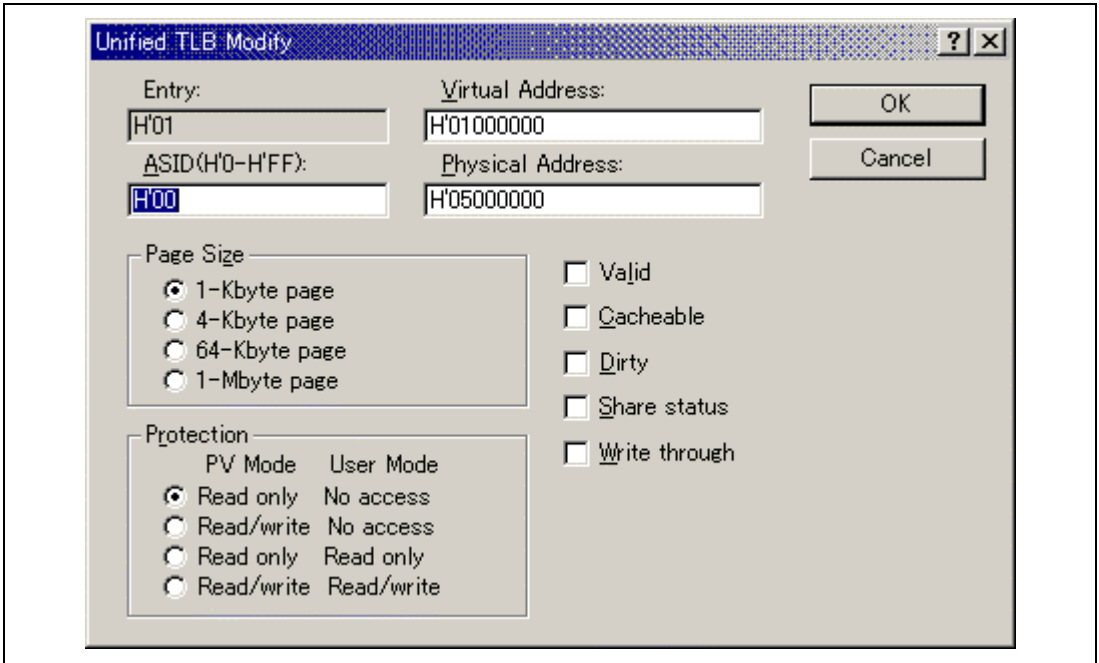 Unified TLB Modify
Entry:
H'01
Virtual Address:
H'01000000
OK
ASID(H'0-H'FF):
H'00
Physical Address:
H'05000000
Cancel
Page Size
1-Kbyte page
4-Kbyte page
64-Kbyte page
1-Mbyte page
Valid
Cacheable
Dirty
Share status
Write through
Protection
PV Mode User Mode
Read only No access
Read/write No access
Read only Read only
Read/write Read/write